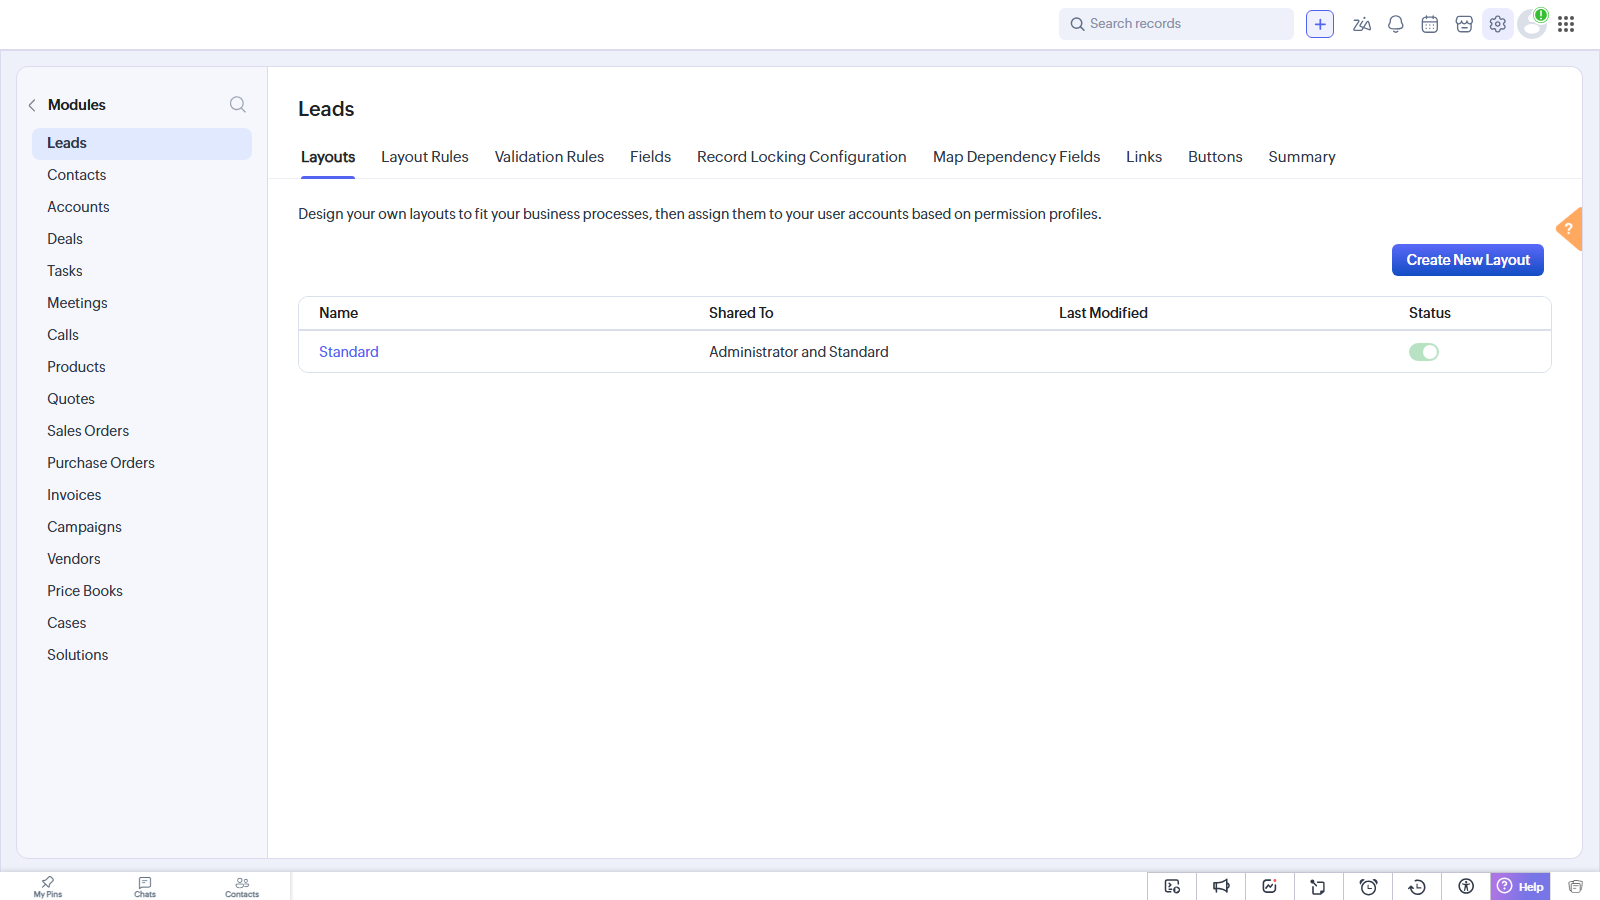 Search records
Modules
Leads
Contacts
Accounts
Deals
Tasks
Meetings
Calls
Products
Quotes
Sales Orders
Purchase Orders
Invoices
Campaigns
Vendors
Price Books
Cases
Solutions
Leads
Layouts Layout Rules Validation Rules Fields Record Locking Configuration Map Dependency Fields Links Buttons Summary
Design your own layouts to fit your business processes, then assign them to your user accounts based on permission profiles.
?
Create New Layout
Name Shared To Last Modified Status
Standard Administrator and Standard
My Pins Chats Contacts
? Help